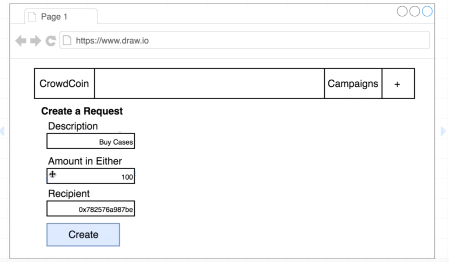 Page 1
https://www.draw.io
CrowdCoin Campaigns +
Create a Request
Description
Buy Cases
Amount in Either
100
Recipient
0x782576a987be
Create